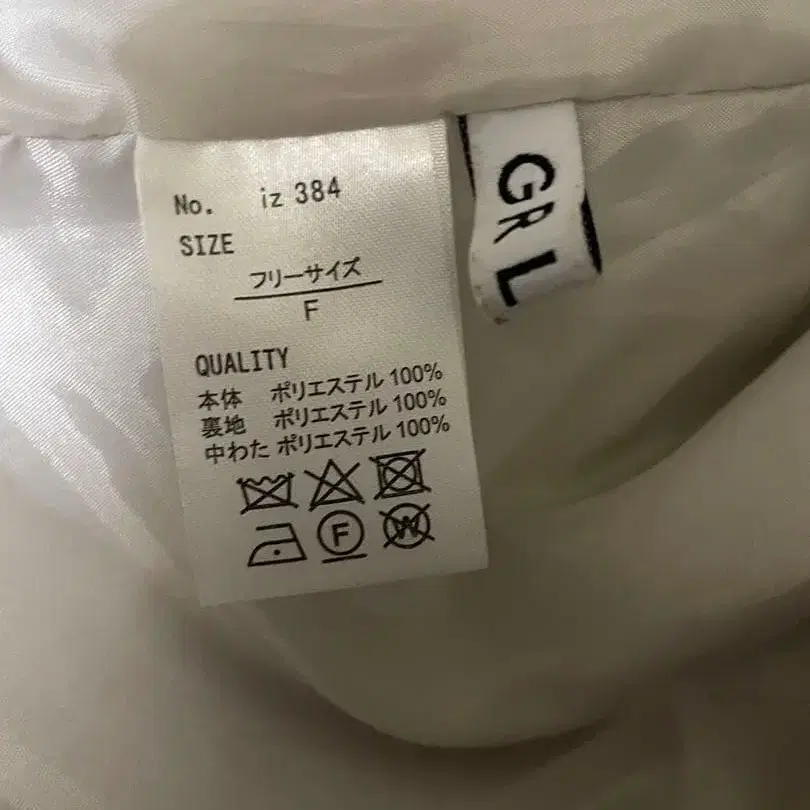 No. iz 384
SIZE
フリーサイズ
F
QUALITY
本体 ポリエステル 100%
裏地 ポリエステル 100%
中わた ポリエステル 100%
F
W
GR L